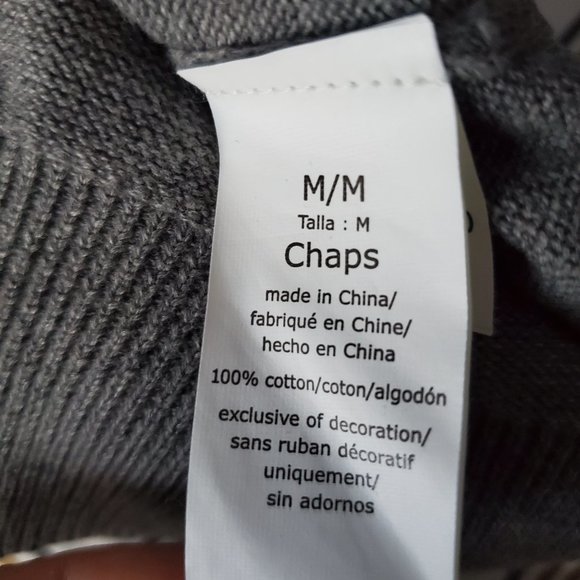 M/M
Talla : M
Chaps
made in China/
fabriqué en Chine/
hecho en China
100% cotton/coton/algodón
exclusive of decoration/
sans ruban décoratif
uniquement/
sin adornos